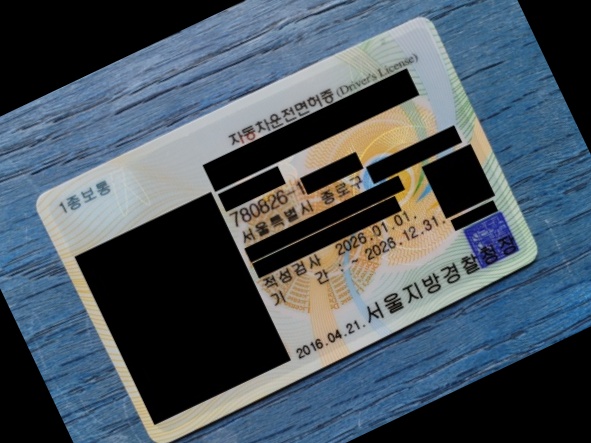 자동차운전면허증 (Driver's License)
1종보통
780826-1
서울특별시 종로구
적성검사 2026.01.01.
기 간 : ~ 2026.12.31.
2016.04.21. 서울지방경찰청장